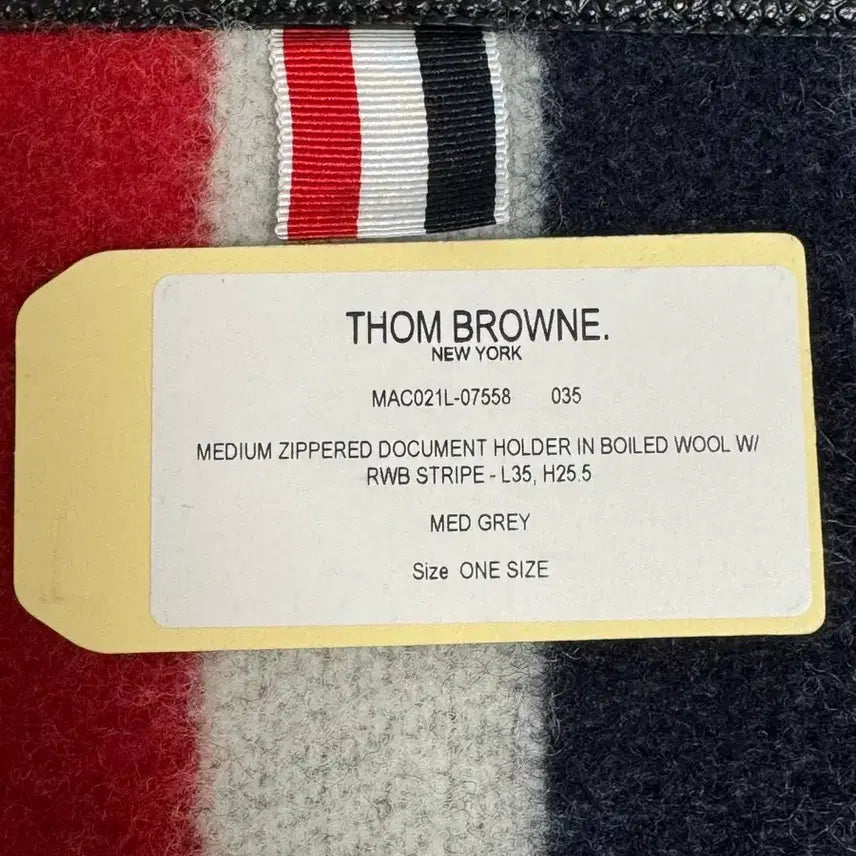 THOM BROWNE.
NEW YORK
MAC021L-07558 035
MEDIUM ZIPPERED DOCUMENT HOLDER IN BOILED WOOL W/
RWB STRIPE - L35, H25.5
MED GREY
Size ONE SIZE